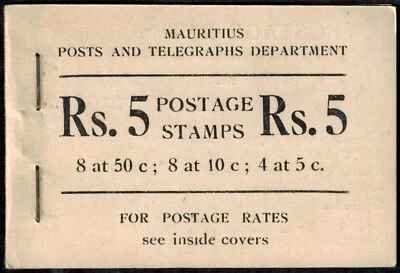 MAURITIUS
POSTS AND TELEGRAPHS DEPARTMENT
Rs. 5 POSTAGE STAMPS Rs. 5
8 at 50 c ; 8 at 10 c ; 4 at 5 c.
FOR POSTAGE RATES
see inside covers